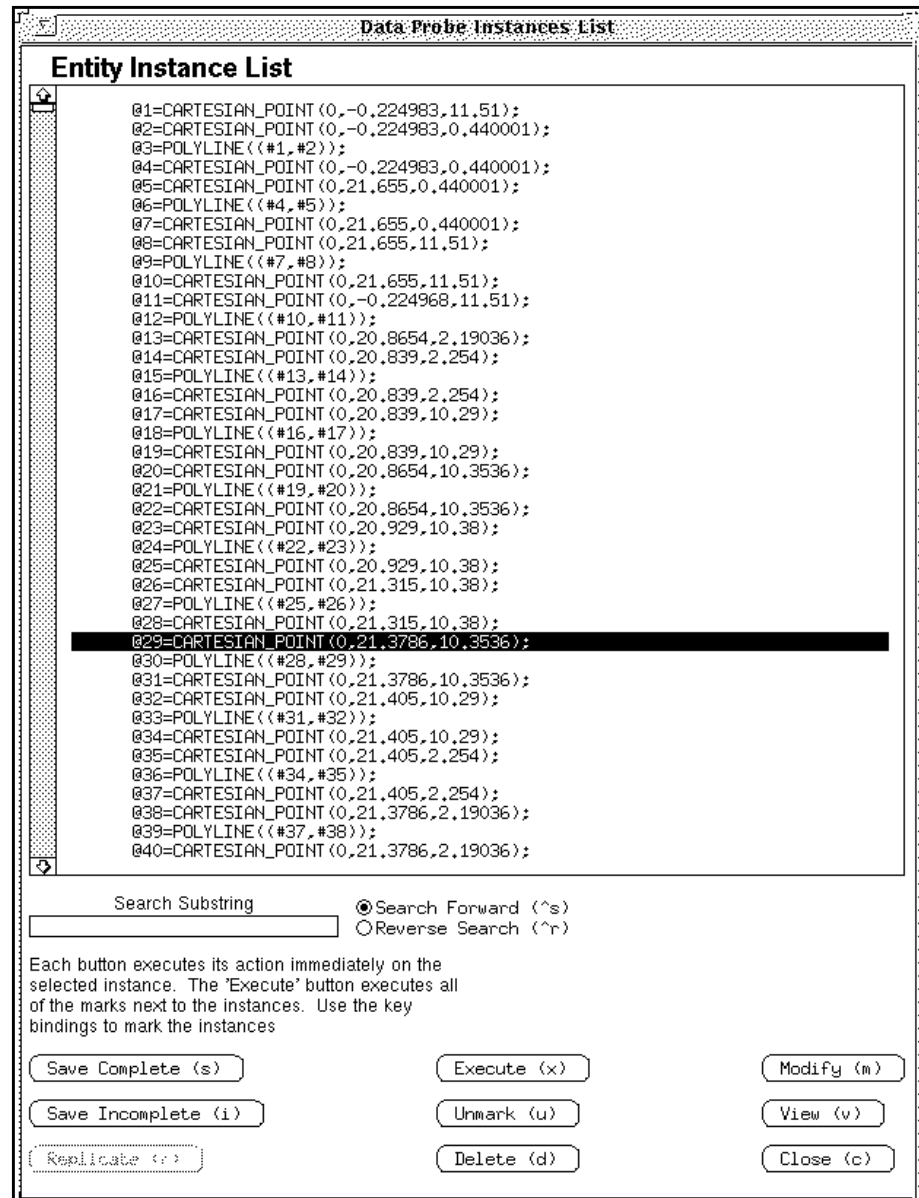 Data Probe Instances List
Entity Instance List
@1=CARTESIAN_POINT(0,-0.224983,11.51);
@2=CARTESIAN_POINT(0,-0.224983,0.440001);
@3=POLYLINE((#1,#2));
@4=CARTESIAN_POINT(0,-0.224983,0.440001);
@5=CARTESIAN_POINT(0,21.655,0.440001);
@6=POLYLINE((#4,#5));
@7=CARTESIAN_POINT(0,21.655,0.440001);
@8=CARTESIAN_POINT(0,21.655,11.51);
@9=POLYLINE((#7,#8));
@10=CARTESIAN_POINT(0,21.655,11.51);
@11=CARTESIAN_POINT(0,-0.224968,11.51);
@12=POLYLINE((#10,#11));
@13=CARTESIAN_POINT(0,20.8654,2.19036);
@14=CARTESIAN_POINT(0,20.839,2.254);
@15=POLYLINE((#13,#14));
@16=CARTESIAN_POINT(0,20.839,2.254);
@17=CARTESIAN_POINT(0,20.839,10.29);
@18=POLYLINE((#16,#17));
@19=CARTESIAN_POINT(0,20.839,10.29);
@20=CARTESIAN_POINT(0,20.8654,10.3536);
@21=POLYLINE((#19,#20));
@22=CARTESIAN_POINT(0,20.8654,10.3536);
@23=CARTESIAN_POINT(0,20.929,10.38);
@24=POLYLINE((#22,#23));
@25=CARTESIAN_POINT(0,20.929,10.38);
@26=CARTESIAN_POINT(0,21.315,10.38);
@27=POLYLINE((#25,#26));
@28=CARTESIAN_POINT(0,21.315,10.38);
@29=CARTESIAN_POINT(0,21.3786,10.3536);
@30=POLYLINE((#28,#29));
@31=CARTESIAN_POINT(0,21.3786,10.3536);
@32=CARTESIAN_POINT(0,21.405,10.29);
@33=POLYLINE((#31,#32));
@34=CARTESIAN_POINT(0,21.405,10.29);
@35=CARTESIAN_POINT(0,21.405,2.254);
@36=POLYLINE((#34,#35));
@37=CARTESIAN_POINT(0,21.405,2.254);
@38=CARTESIAN_POINT(0,21.3786,2.19036);
@39=POLYLINE((#37,#38));
@40=CARTESIAN_POINT(0,21.3786,2.19036);
Search Substring
Search Forward (^s)
Reverse Search (^r)
Each button executes its action immediately on the
selected instance. The 'Execute' button executes all
of the marks next to the instances. Use the key
bindings to mark the instances
Save Complete (s) Execute (x) Modify (m)
Save Incomplete (i) Unmark (u) View (v)
Replicate (r) Delete (d) Close (c)